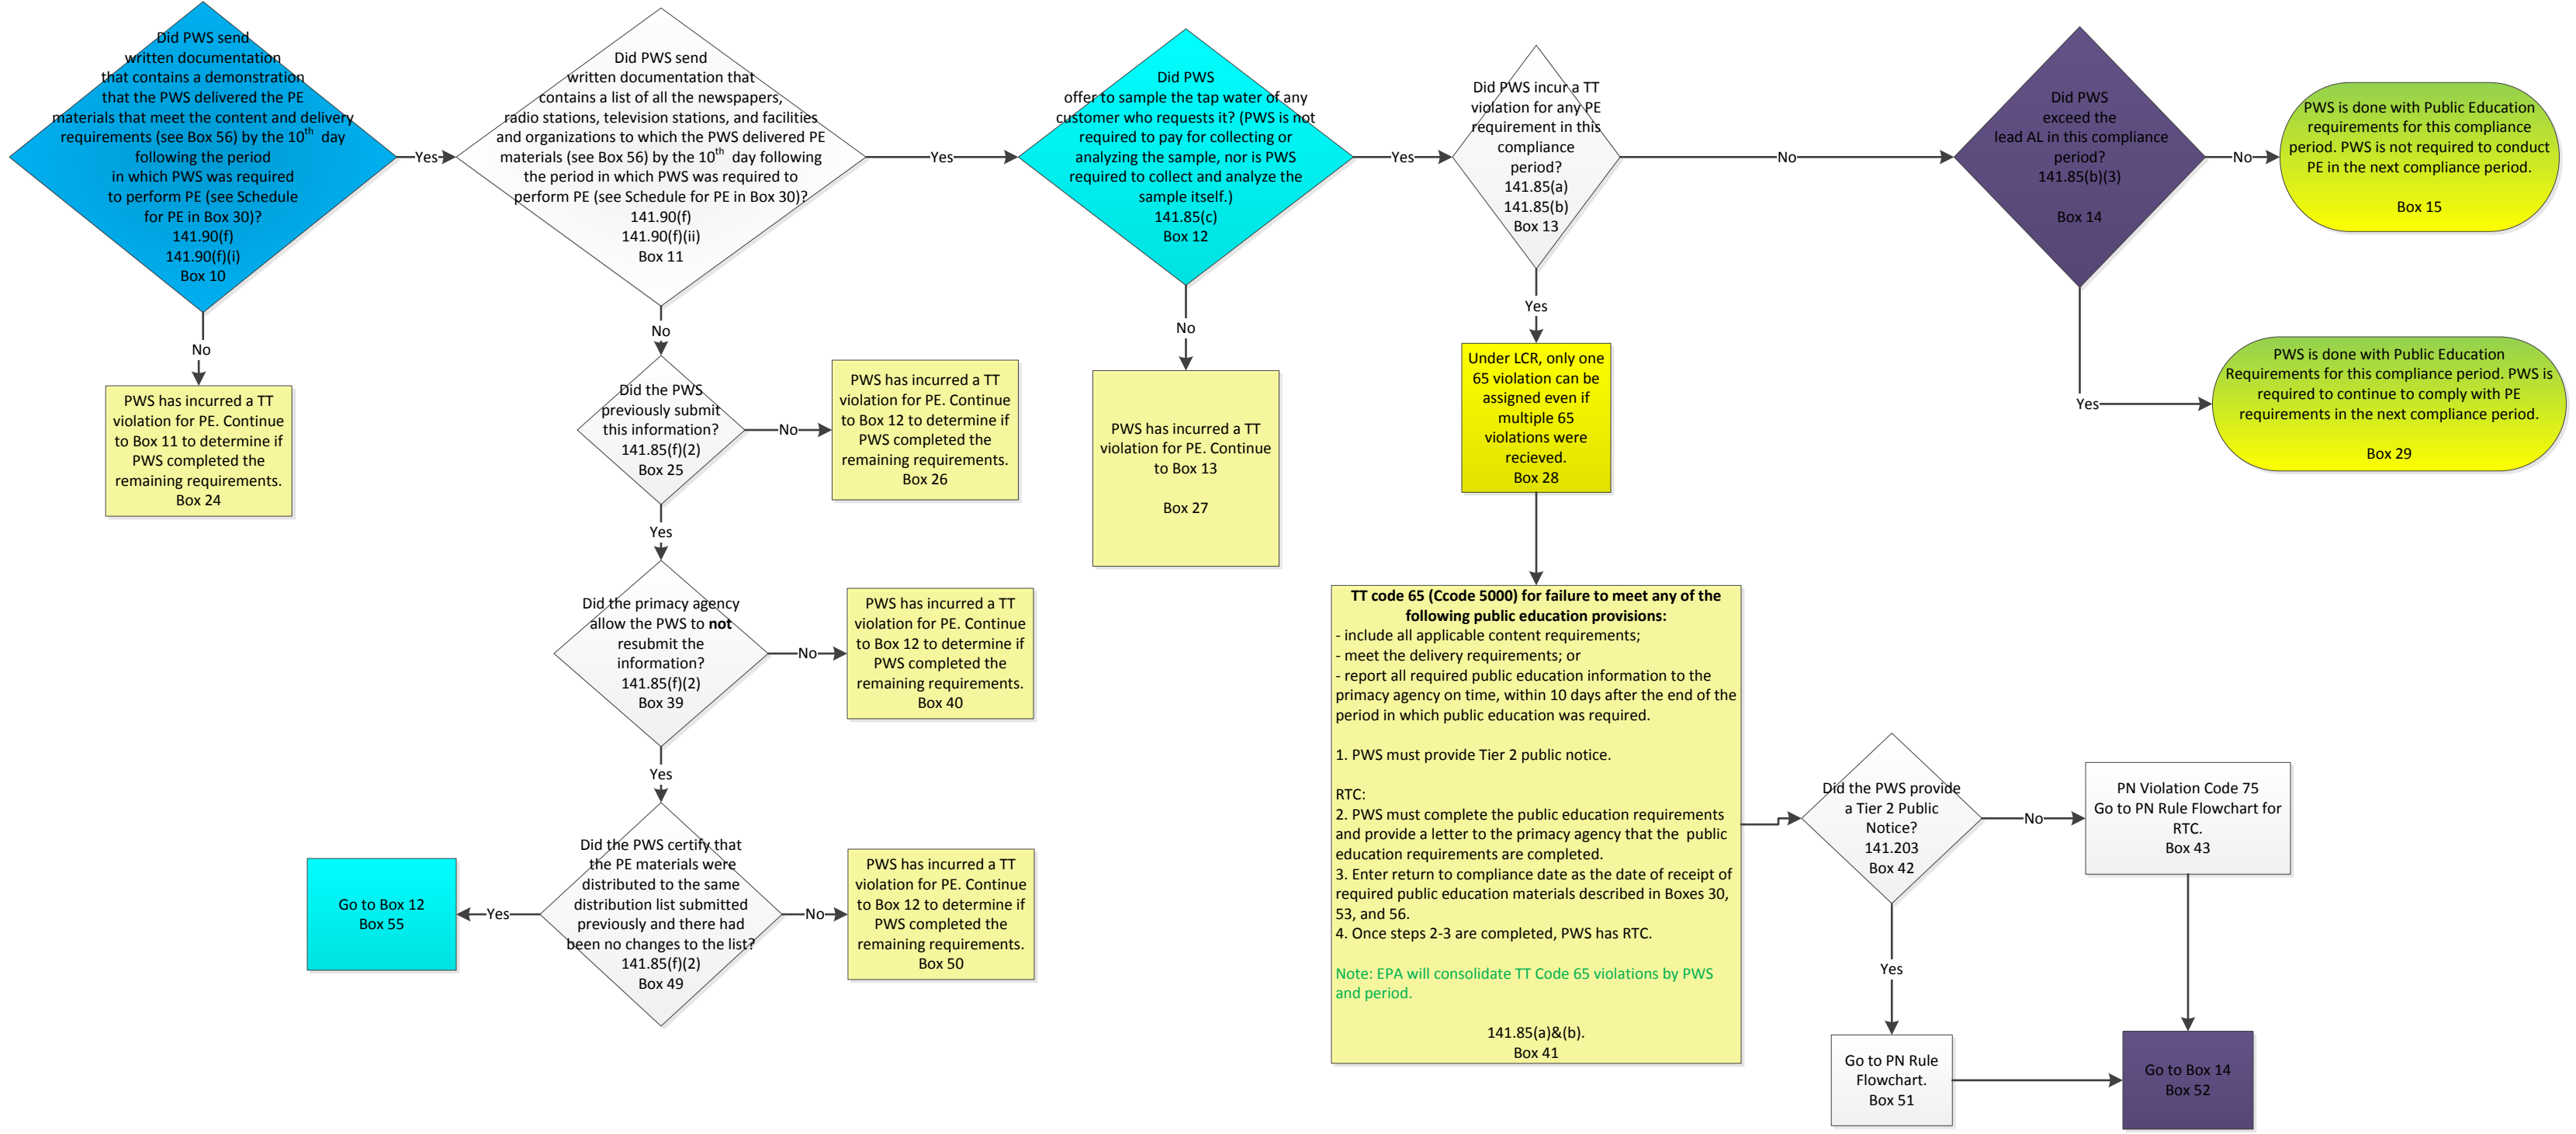 Did PWS send
written documentation
that contains a demonstration
that the PWS delivered the PE
materials that meet the content and delivery
requirements (see Box 56) by the 10th day
following the period
in which PWS was required
to perform PE (see Schedule
for PE in Box 30)?
141.90(f)
141.90(f)(i)
Box 10
Yes
No
PWS has incurred a TT
violation for PE. Continue
to Box 11 to determine if
PWS completed the
remaining requirements.
Box 24
Did PWS send
written documentation that
contains a list of all the newspapers,
radio stations, television stations, and facilities
and organizations to which the PWS delivered PE
materials (see Box 56) by the 10th day following
the period in which PWS was required to
perform PE (see Schedule for PE in Box 30)?
141.90(f)
141.90(f)(ii)
Box 11
Yes
No
Did the PWS
previously submit
this information?
141.85(f)(2)
Box 25
No
PWS has incurred a TT
violation for PE. Continue
to Box 12 to determine if
PWS completed the
remaining requirements.
Box 26
Yes
Did the primacy agency
allow the PWS to not
resubmit the
information?
141.85(f)(2)
Box 39
No
PWS has incurred a TT
violation for PE. Continue
to Box 12 to determine if
PWS completed the
remaining requirements.
Box 40
Yes
Did the PWS certify that
the PE materials were
distributed to the same
distribution list submitted
previously and there had
been no changes to the list?
141.85(f)(2)
Box 49
No
PWS has incurred a TT
violation for PE. Continue
to Box 12 to determine if
PWS completed the
remaining requirements.
Box 50
Yes
Go to Box 12
Box 55
Did PWS
offer to sample the tap water of any
customer who requests it? (PWS is not
required to pay for collecting or
analyzing the sample, nor is PWS
required to collect and analyze the
sample itself.)
141.85(c)
Box 12
Yes
No
PWS has incurred a TT
violation for PE. Continue
to Box 13
Box 27
Did PWS incur a TT
violation for any PE
requirement in this
compliance
period?
141.85(a)
141.85(b)
Box 13
No
Yes
Under LCR, only one
65 violation can be
assigned even if
multiple 65
violations were
recieved.
Box 28
TT code 65 (Ccode 5000) for failure to meet any of the
following public education provisions:
- include all applicable content requirements;
- meet the delivery requirements; or
- report all required public education information to the
primacy agency on time, within 10 days after the end of the
period in which public education was required.
1. PWS must provide Tier 2 public notice.
RTC:
2. PWS must complete the public education requirements
and provide a letter to the primacy agency that the public
education requirements are completed.
3. Enter return to compliance date as the date of receipt of
required public education materials described in Boxes 30,
53, and 56.
4. Once steps 2-3 are completed, PWS has RTC.
Note: EPA will consolidate TT Code 65 violations by PWS
and period.
141.85(a)&(b).
Box 41
Did the PWS provide
a Tier 2 Public
Notice?
141.203
Box 42
No
PN Violation Code 75
Go to PN Rule Flowchart for
RTC.
Box 43
Yes
Go to PN Rule
Flowchart.
Box 51
Go to Box 14
Box 52
Did PWS
exceed the
lead AL in this compliance
period?
141.85(b)(3)
Box 14
No
PWS is done with Public Education
requirements for this compliance
period. PWS is not required to conduct
PE in the next compliance period.
Box 15
Yes
PWS is done with Public Education
Requirements for this compliance period. PWS is
required to continue to comply with PE
requirements in the next compliance period.
Box 29